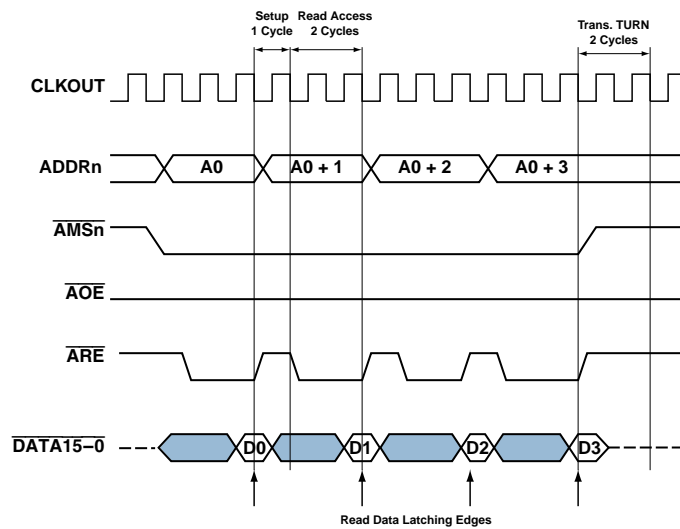 Setup
1 Cycle
Read Access
2 Cycles
Trans. TURN
2 Cycles
CLKOUT
ADDRn
A0
A0 + 1
A0 + 2
A0 + 3
AMSn
AOE
ARE
DATA15–0
D0
D1
D2
D3
Read Data Latching Edges